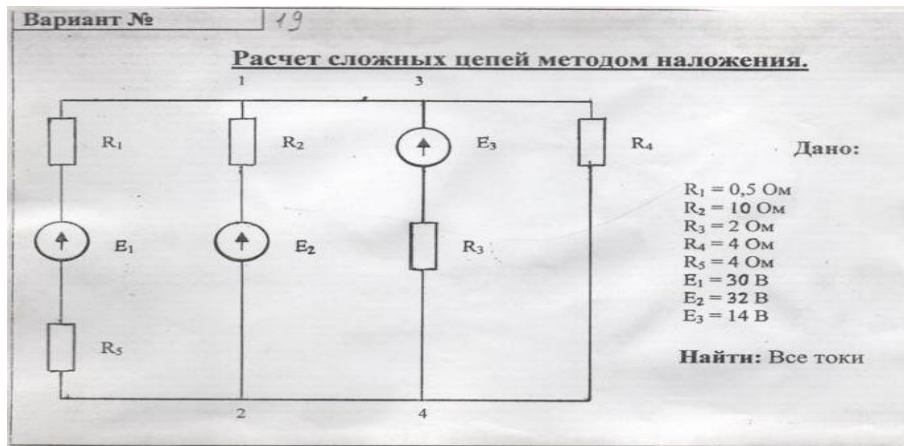 Вариант № 19
Расчет сложных цепей методом наложения.
1 3
R₁ R₂ E₃ R₄
E₁ E₂ R₃
R₅
2 4
Дано:
R₁ = 0,5 Ом
R₂ = 10 Ом
R₃ = 2 Ом
R₄ = 4 Ом
R₅ = 4 Ом
E₁ = 30 В
E₂ = 32 В
E₃ = 14 В
Найти: Все токи